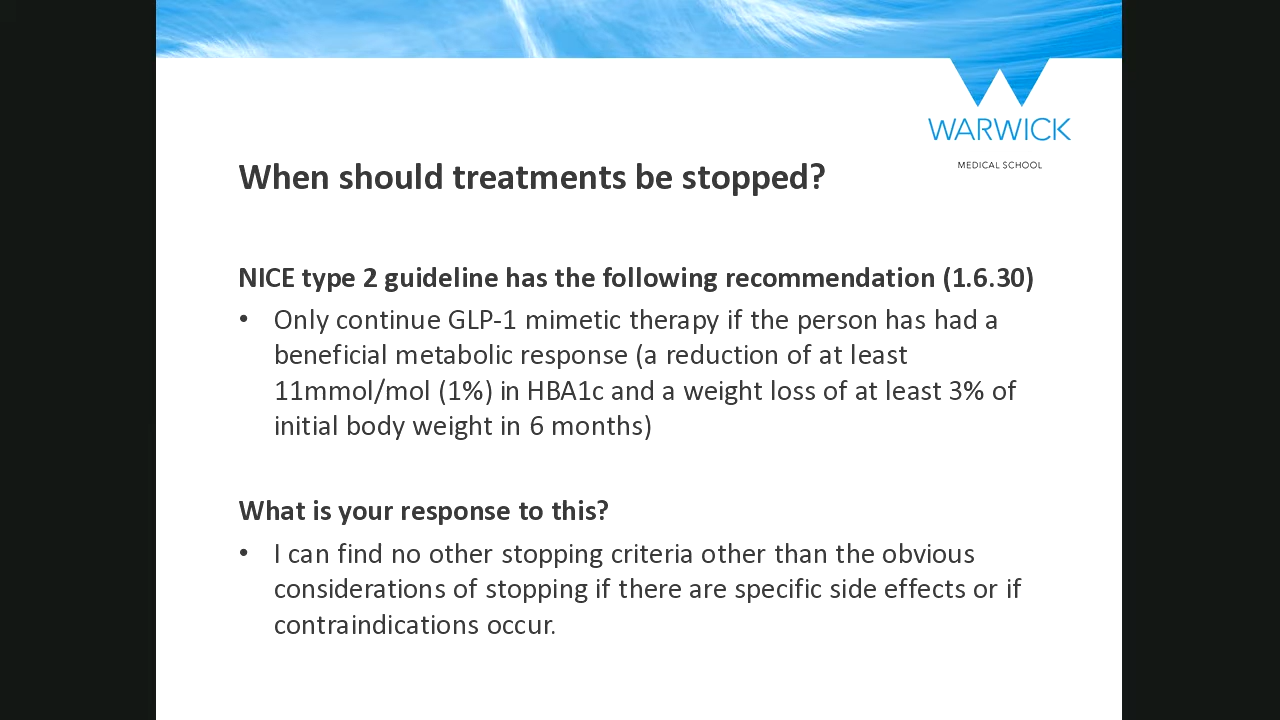 WARWICK
MEDICAL SCHOOL
When should treatments be stopped?
NICE type 2 guideline has the following recommendation (1.6.30)
• Only continue GLP-1 mimetic therapy if the person has had a
beneficial metabolic response (a reduction of at least
11mmol/mol (1%) in HBA1c and a weight loss of at least 3% of
initial body weight in 6 months)
What is your response to this?
• I can find no other stopping criteria other than the obvious
considerations of stopping if there are specific side effects or if
contraindications occur.